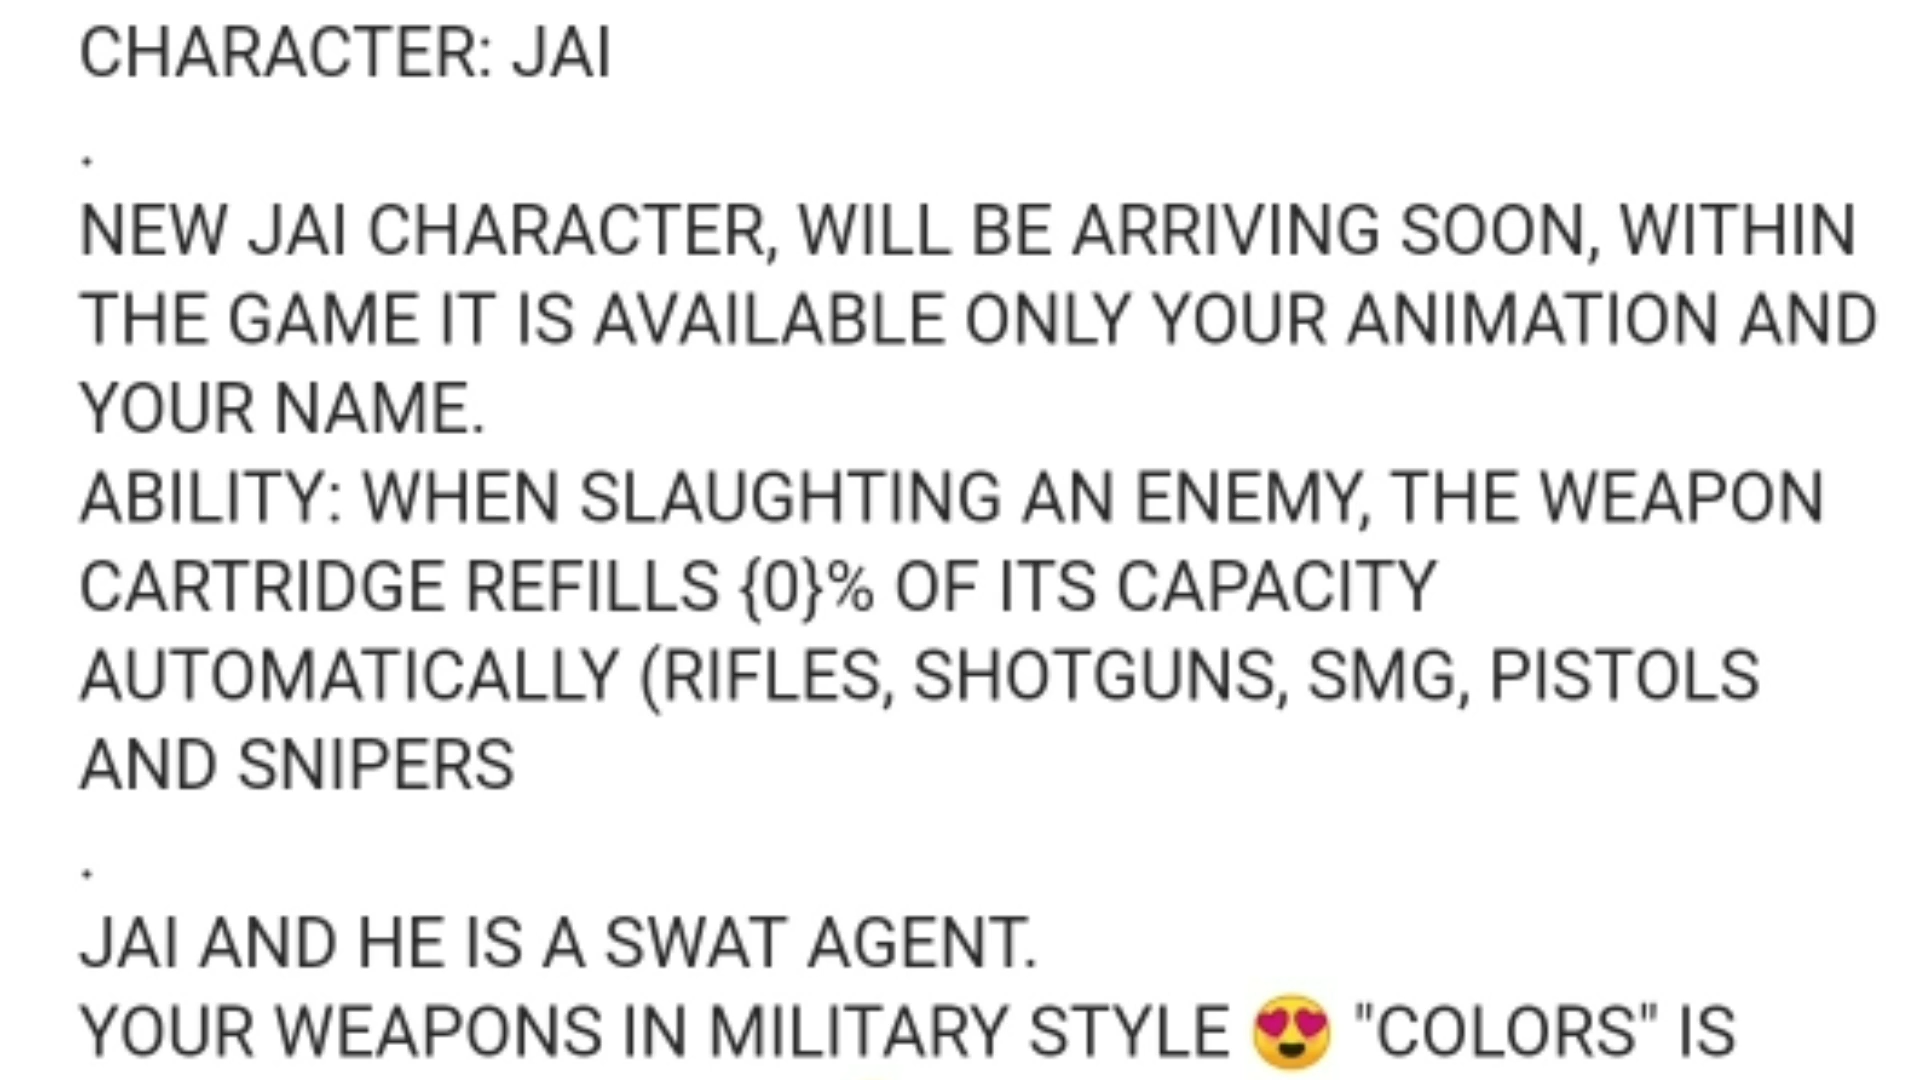 CHARACTER: JAI
.
NEW JAI CHARACTER, WILL BE ARRIVING SOON, WITHIN
THE GAME IT IS AVAILABLE ONLY YOUR ANIMATION AND
YOUR NAME.
ABILITY: WHEN SLAUGHTING AN ENEMY, THE WEAPON
CARTRIDGE REFILLS {0}% OF ITS CAPACITY
AUTOMATICALLY (RIFLES, SHOTGUNS, SMG, PISTOLS
AND SNIPERS
.
JAI AND HE IS A SWAT AGENT.
YOUR WEAPONS IN MILITARY STYLE 😍 "COLORS" IS